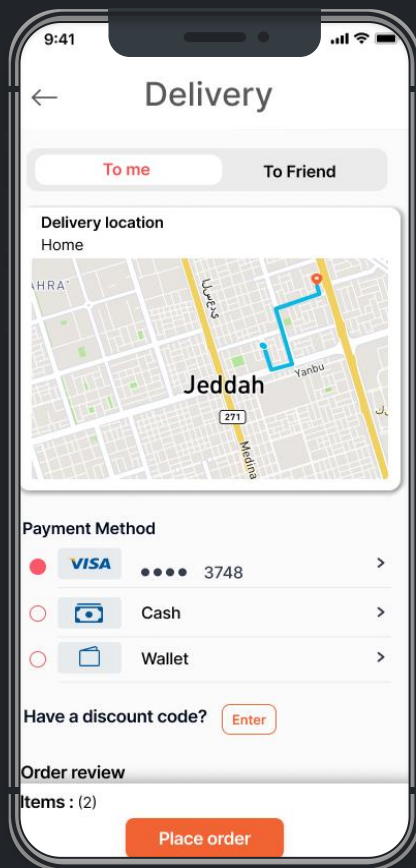 9:41
Delivery
To me
To Friend
Delivery location
Home
Jeddah
271
Yanbu
Medina
Payment Method
VISA
•••• 3748
Cash
Wallet
Have a discount code?
Enter
Order review
Items : (2)
Place order